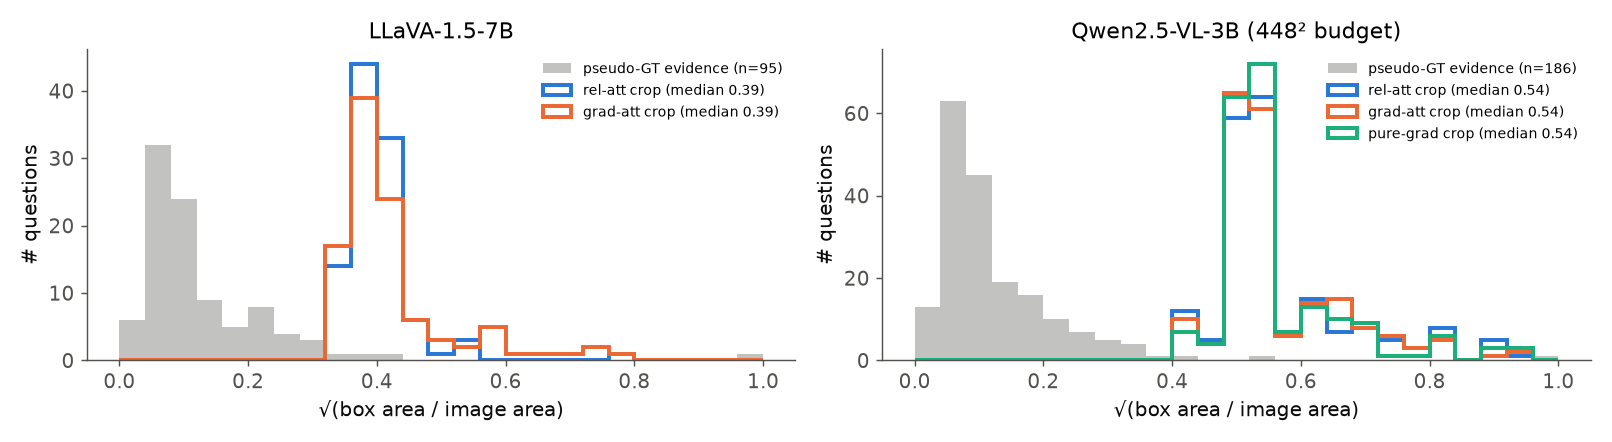 LLaVA-1.5-7B
pseudo-GT evidence (n=95)
rel-att crop (median 0.39)
grad-att crop (median 0.39)
# questions
40
30
20
10
0
0.0 0.2 0.4 0.6 0.8 1.0
√(box area / image area)
Qwen2.5-VL-3B (448² budget)
pseudo-GT evidence (n=186)
rel-att crop (median 0.54)
grad-att crop (median 0.54)
pure-grad crop (median 0.54)
# questions
60
40
20
0
0.0 0.2 0.4 0.6 0.8 1.0
√(box area / image area)